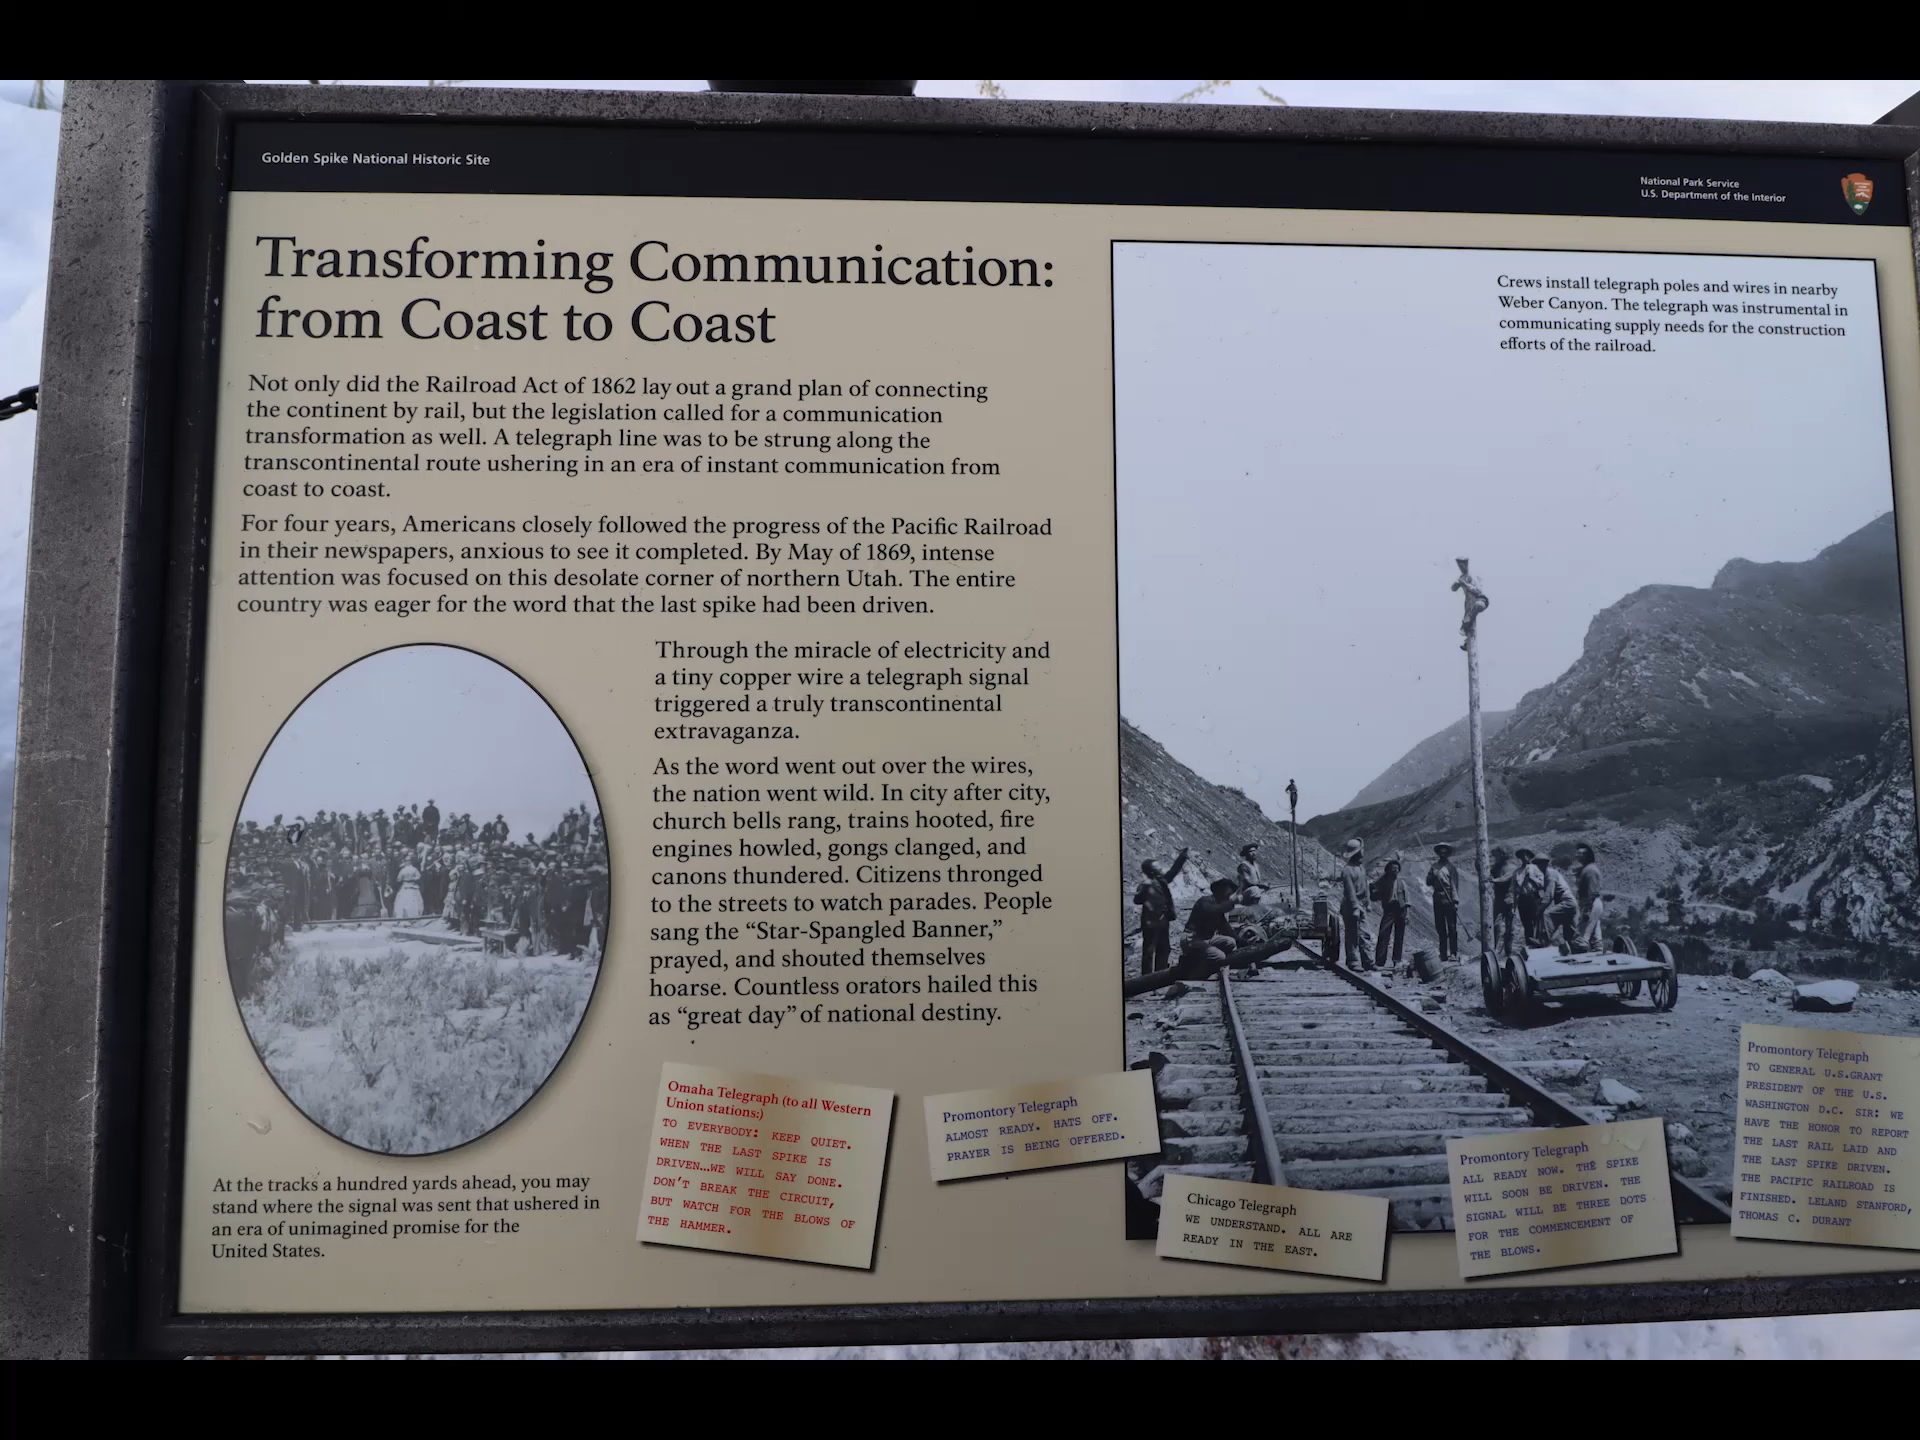 Golden Spike National Historic Site
National Park Service
U.S. Department of the Interior
Transforming Communication:
from Coast to Coast
Not only did the Railroad Act of 1862 lay out a grand plan of connecting
the continent by rail, but the legislation called for a communication
transformation as well. A telegraph line was to be strung along the
transcontinental route ushering in an era of instant communication from
coast to coast.
For four years, Americans closely followed the progress of the Pacific Railroad
in their newspapers, anxious to see it completed. By May of 1869, intense
attention was focused on this desolate corner of northern Utah. The entire
country was eager for the word that the last spike had been driven.
Through the miracle of electricity and
a tiny copper wire a telegraph signal
triggered a truly transcontinental
extravaganza.
As the word went out over the wires,
the nation went wild. In city after city,
church bells rang, trains hooted, fire
engines howled, gongs clanged, and
canons thundered. Citizens thronged
to the streets to watch parades. People
sang the “Star-Spangled Banner,”
prayed, and shouted themselves
hoarse. Countless orators hailed this
as “great day” of national destiny.
At the tracks a hundred yards ahead, you may
stand where the signal was sent that ushered in
an era of unimagined promise for the
United States.
Crews install telegraph poles and wires in nearby
Weber Canyon. The telegraph was instrumental in
communicating supply needs for the construction
efforts of the railroad.
Omaha Telegraph (to all Western
Union stations:)
TO EVERYBODY: KEEP QUIET.
WHEN THE LAST SPIKE IS
DRIVEN...WE WILL SAY DONE.
DON'T BREAK THE CIRCUIT,
BUT WATCH FOR THE BLOWS OF
THE HAMMER.
Promontory Telegraph
ALMOST READY. HATS OFF.
PRAYER IS BEING OFFERED.
Chicago Telegraph
WE UNDERSTAND. ALL ARE
READY IN THE EAST.
Promontory Telegraph
ALL READY NOW. THE SPIKE
WILL SOON BE DRIVEN. THE
SIGNAL WILL BE THREE DOTS
FOR THE COMMENCEMENT OF
THE BLOWS.
Promontory Telegraph
TO GENERAL U.S.GRANT
PRESIDENT OF THE U.S.
WASHINGTON D.C. SIR: WE
HAVE THE HONOR TO REPORT
THE LAST RAIL LAID AND
THE LAST SPIKE DRIVEN.
THE PACIFIC RAILROAD IS
FINISHED. LELAND STANFORD,
THOMAS C. DURANT